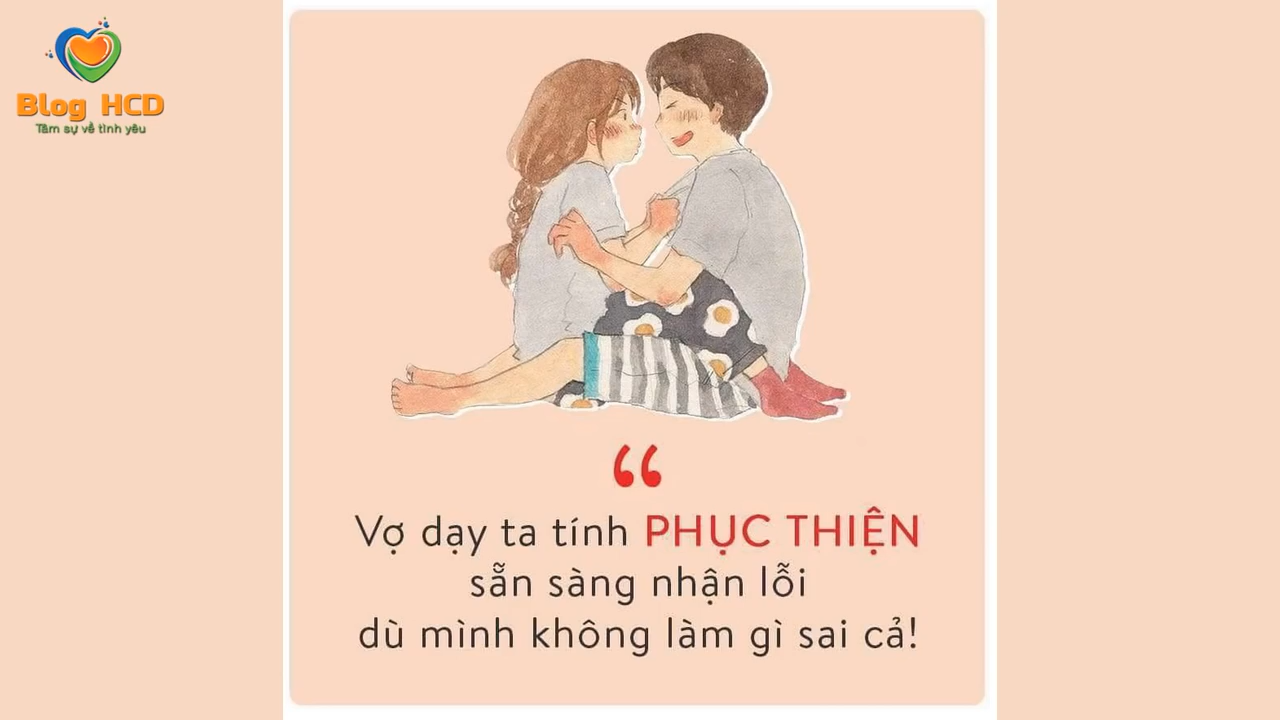 Blog HCD
Tâm sự về tình yêu
“
Vợ dạy ta tính PHỤC THIỆN
sẵn sàng nhận lỗi
dù mình không làm gì sai cả!